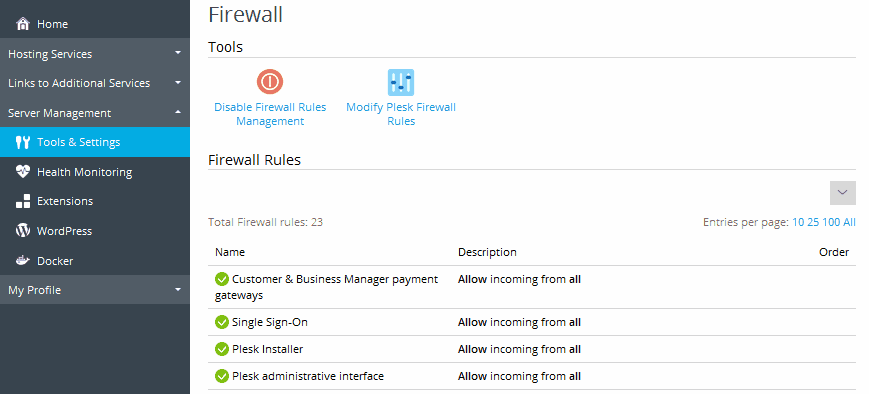 Home
Hosting Services
Links to Additional Services
Server Management
Tools & Settings
Health Monitoring
Extensions
WordPress
Docker
My Profile
Firewall
Tools
Disable Firewall Rules
Management
Modify Plesk Firewall
Rules
Firewall Rules
Total Firewall rules: 23
Entries per page: 10 25 100 All
Name Description Order
Customer & Business Manager payment
gateways
Allow incoming from all
Single Sign-On Allow incoming from all
Plesk Installer Allow incoming from all
Plesk administrative interface Allow incoming from all